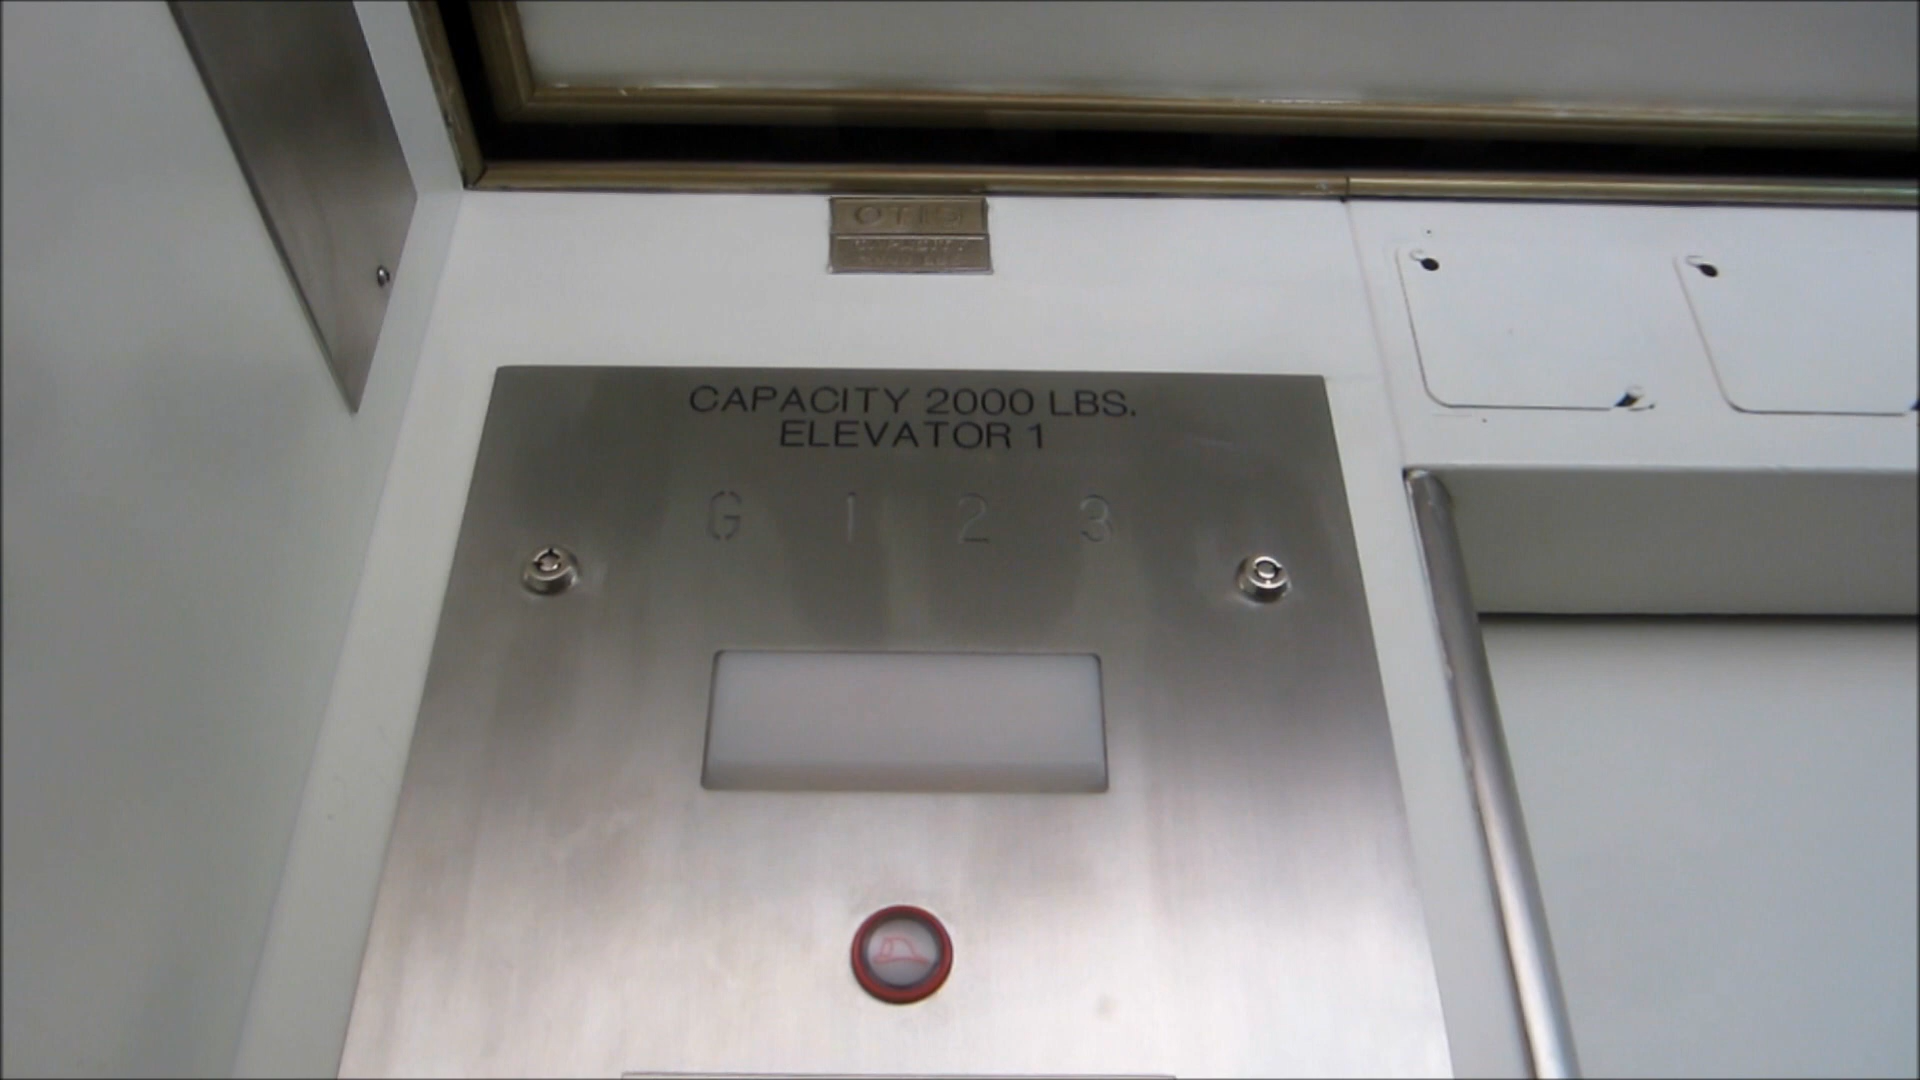 OTIS
CAPACITY 2000 LBS.
ELEVATOR 1
G 1 2 3